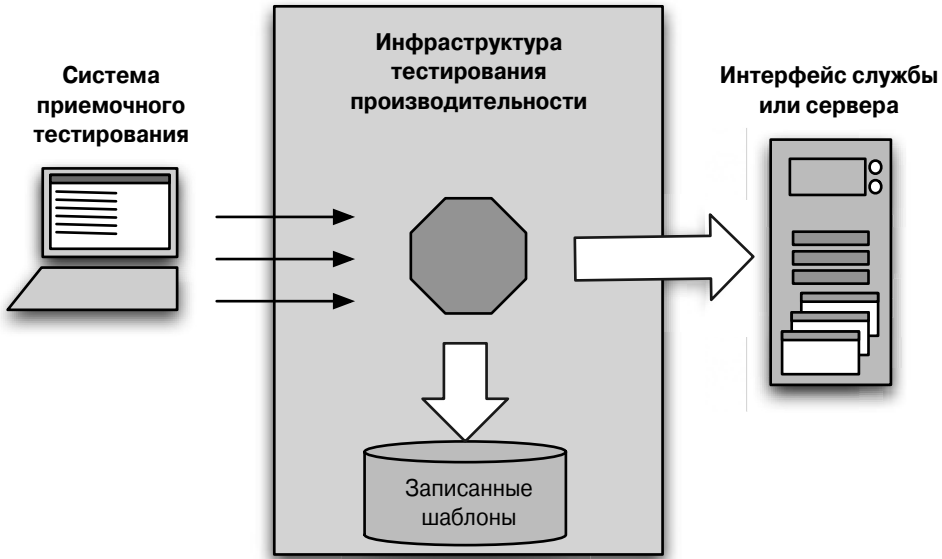 Система
приемочного
тестирования
Инфраструктура
тестирования
производительности
Интерфейс службы
или сервера
Записанные
шаблоны